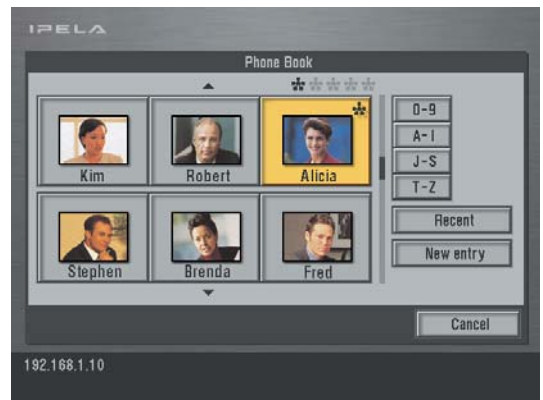 IPELA
Phone Book
0-9
A-I
J-S
T-Z
Kim Robert Alicia
Recent
New entry
Stephen Brenda Fred
Cancel
192.168.1.10